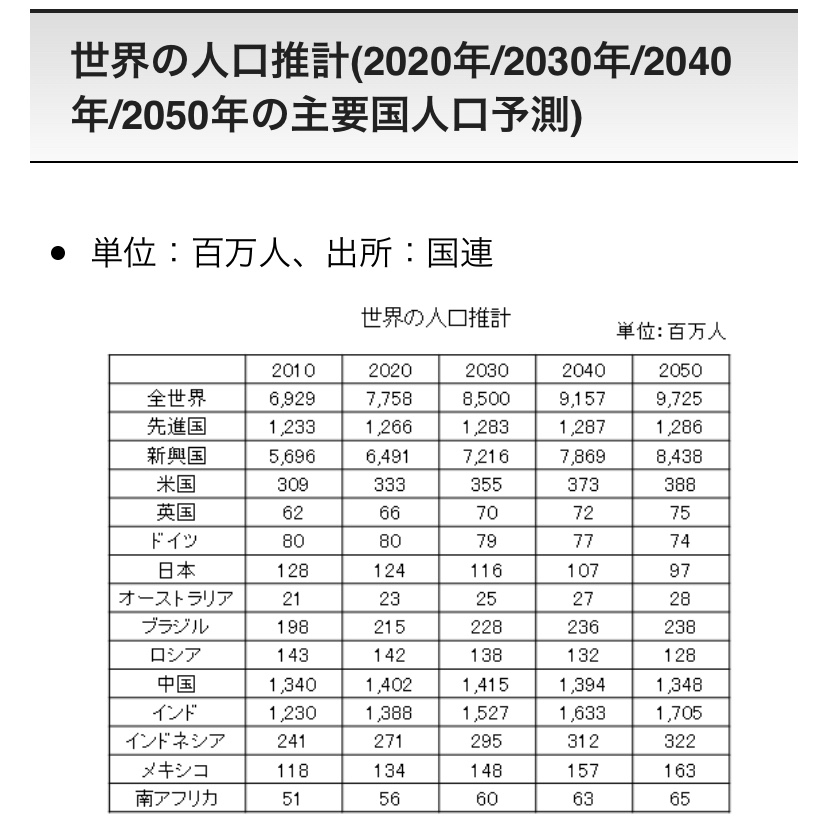 世界の人口推計(2020年/2030年/2040
年/2050年の主要国人口予測)
● 単位：百万人、出所：国連
世界の人口推計
単位:百万人
2010 2020 2030 2040 2050
全世界 6,929 7,758 8,500 9,157 9,725
先進国 1,233 1,266 1,283 1,287 1,286
新興国 5,696 6,491 7,216 7,869 8,438
米国 309 333 355 373 388
英国 62 66 70 72 75
ドイツ 80 80 79 77 74
日本 128 124 116 107 97
オーストラリア 21 23 25 27 28
ブラジル 198 215 228 236 238
ロシア 143 142 138 132 128
中国 1,340 1,402 1,415 1,394 1,348
インド 1,230 1,388 1,527 1,633 1,705
インドネシア 241 271 295 312 322
メキシコ 118 134 148 157 163
南アフリカ 51 56 60 63 65